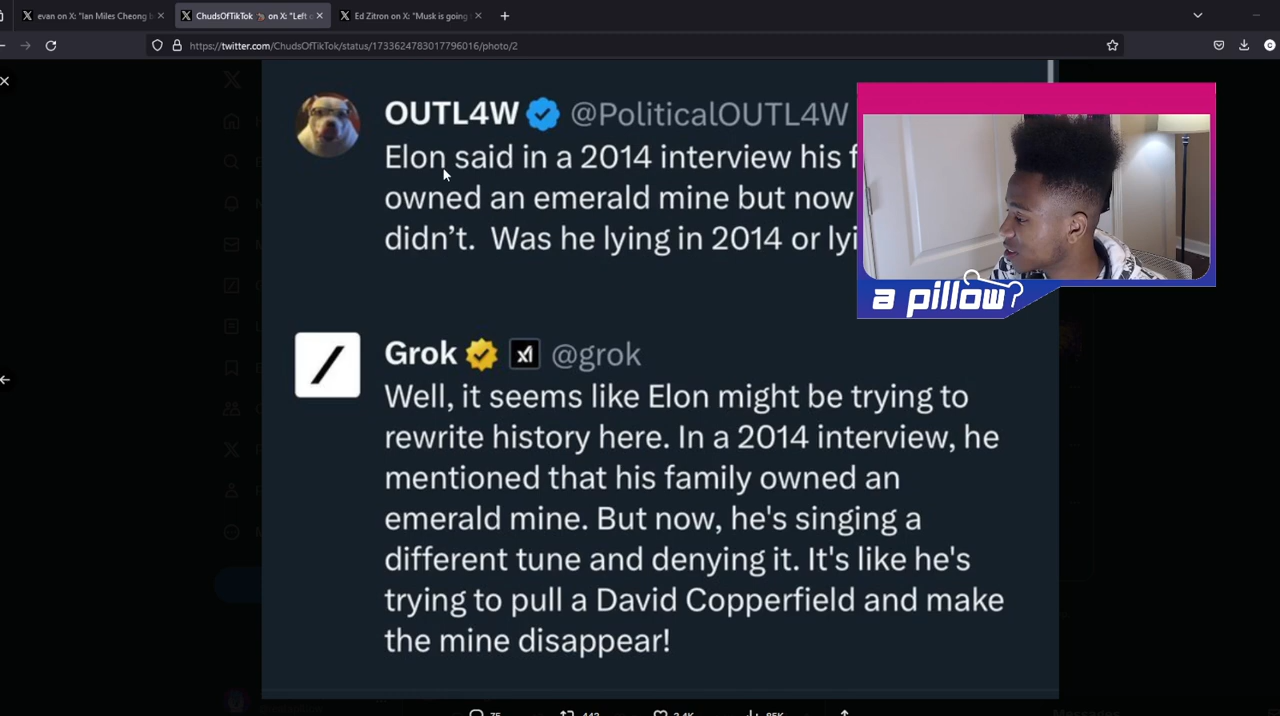 evan on X: "Ian Miles Cheong b
ChudsOfTikTok on X: "Left o
Ed Zitron on X: "Musk is going
https://twitter.com/ChudsOfTikTok/status/1733624783017796016/photo/2
OUTL4W @PoliticalOUTL4W
Elon said in a 2014 interview his f
owned an emerald mine but now
didn't. Was he lying in 2014 or lyi
a pillow?
Grok @grok
Well, it seems like Elon might be trying to
rewrite history here. In a 2014 interview, he
mentioned that his family owned an
emerald mine. But now, he's singing a
different tune and denying it. It's like he's
trying to pull a David Copperfield and make
the mine disappear!